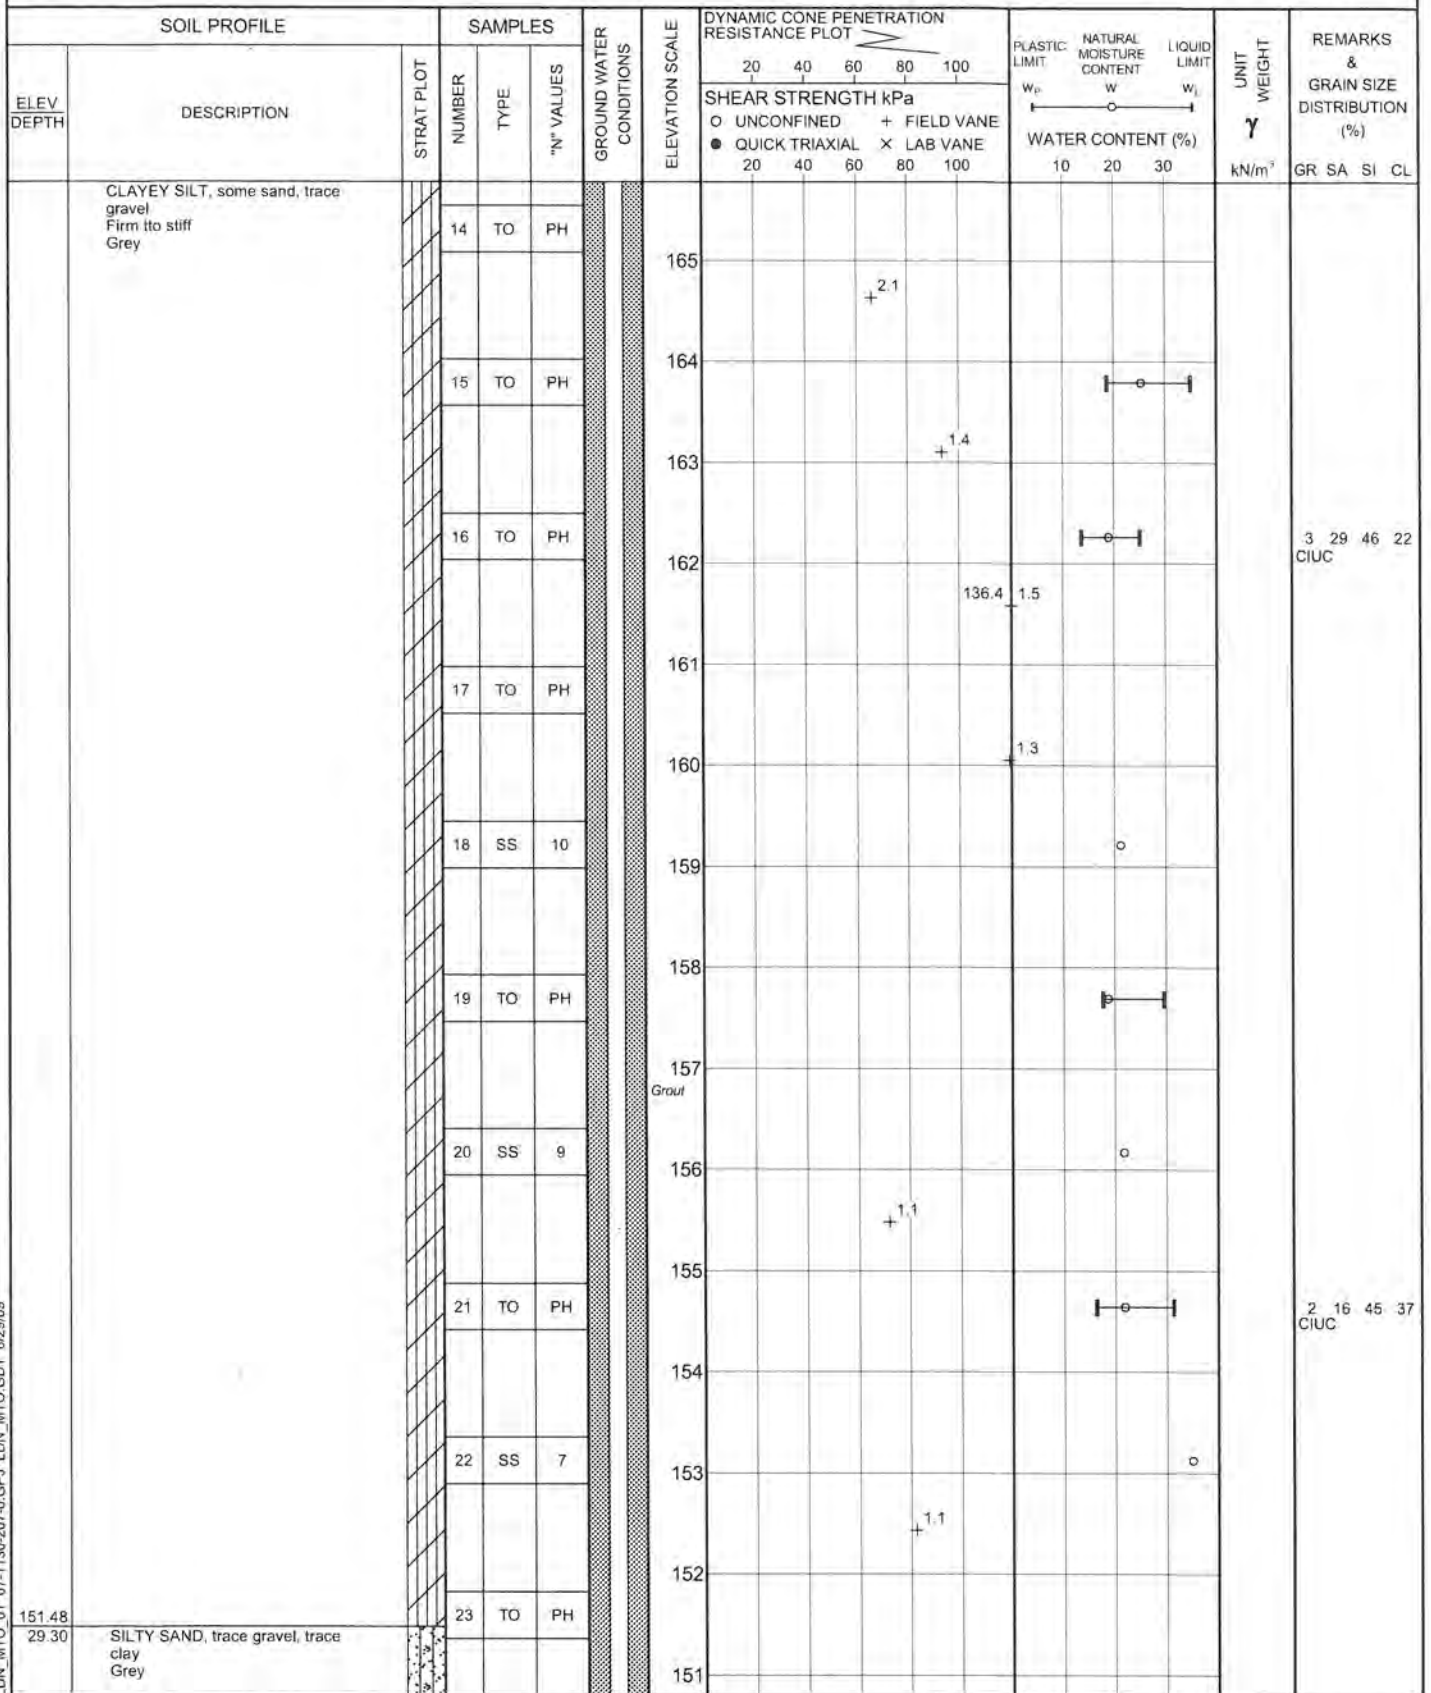 SOIL PROFILE
SAMPLES
GROUND WATER
CONDITIONS
ELEVATION SCALE
DYNAMIC CONE PENETRATION
RESISTANCE PLOT
20 40 60 80 100
SHEAR STRENGTH kPa
O UNCONFINED + FIELD VANE
● QUICK TRIAXIAL × LAB VANE
20 40 60 80 100
PLASTIC
LIMIT
NATURAL
MOISTURE
CONTENT
LIQUID
LIMIT
WP W WL
WATER CONTENT (%)
10 20 30
UNIT
WEIGHT
γ
kN/m³
REMARKS
&
GRAIN SIZE
DISTRIBUTION
(%)
GR SA SI CL
ELEV
DEPTH
DESCRIPTION
STRAT PLOT
NUMBER
TYPE
"N" VALUES
CLAYEY SILT, some sand, trace
gravel
Firm tto stiff
Grey
14 TO PH
165
2.1
164
15 TO PH
1.4
163
16 TO PH
3 29 46 22
CIUC
162
136.4 1.5
161
17 TO PH
1.3
160
18 SS 10
159
158
19 TO PH
157
Grout
20 SS 9
156
1.1
155
21 TO PH
2 16 45 37
CIUC
154
22 SS 7
153
1.1
152
23 TO PH
151.48
29.30
SILTY SAND, trace gravel, trace
clay
Grey
151